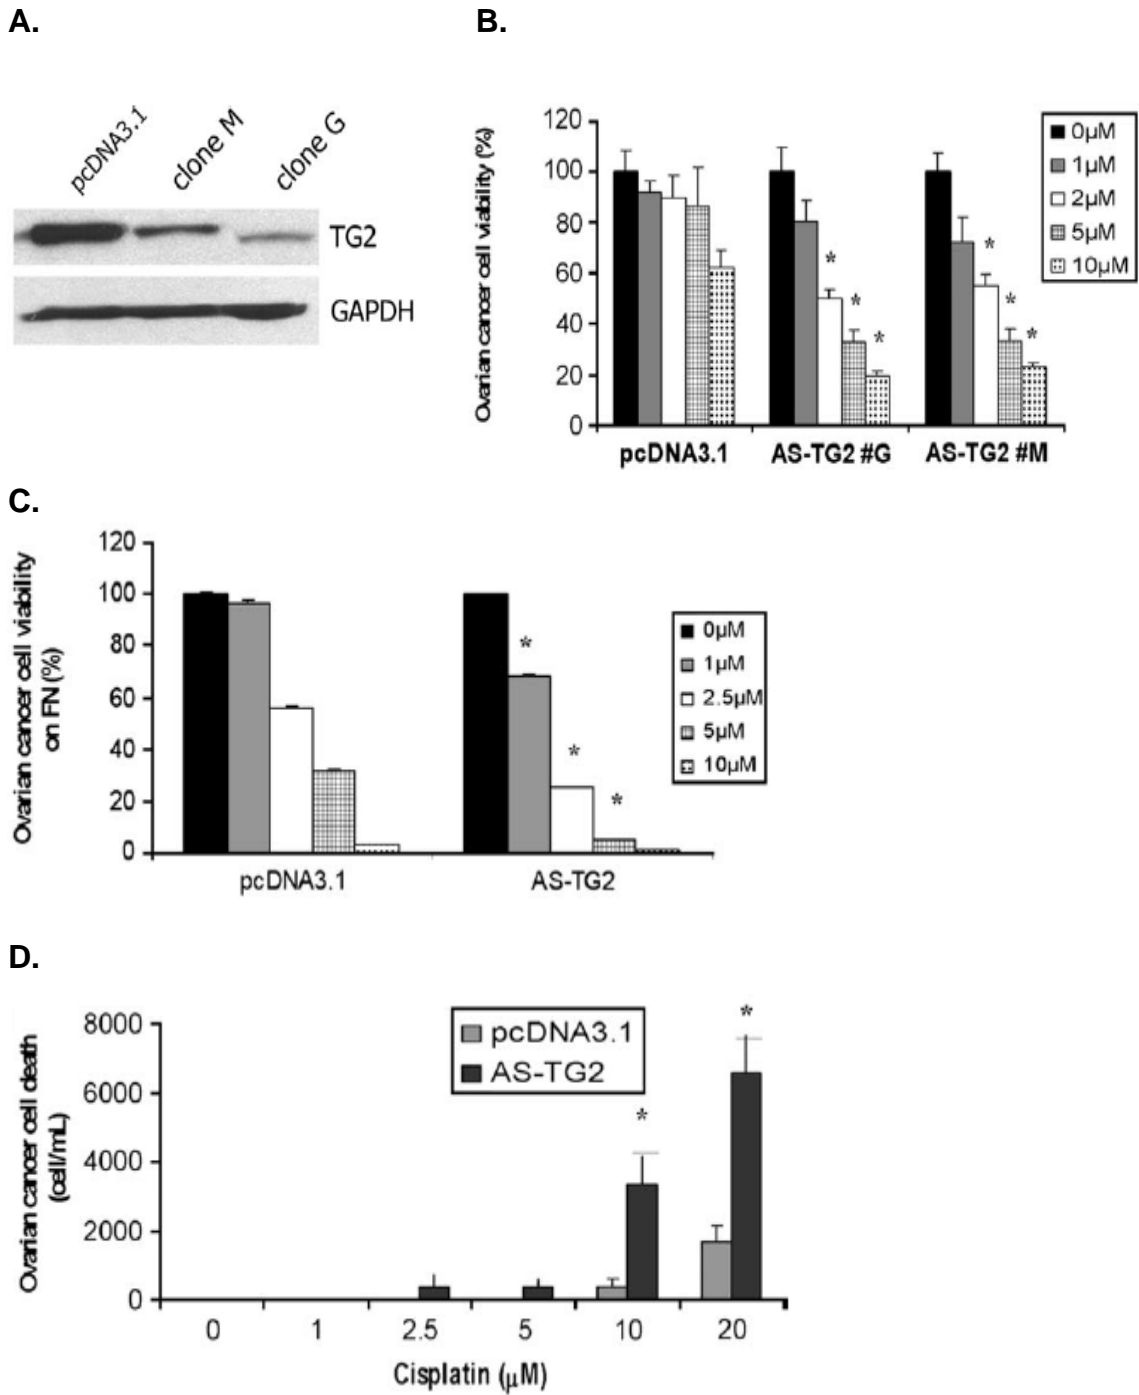 A.
pcDNA3.1
clone M
clone G
TG2
GAPDH
B.
Ovarian cancer cell viability (%)
120
100
80
60
40
20
0
* * *
* * *
pcDNA3.1 AS-TG2 #G AS-TG2 #M
0µM
1µM
2µM
5µM
10µM
C.
Ovarian cancer cell viability
on FN (%)
120
100
80
60
40
20
0
* * *
pcDNA3.1 AS-TG2
0µM
1µM
2.5µM
5µM
10µM
D.
Ovarian cancer cell death
(cell/mL)
8000
6000
4000
2000
0
pcDNA3.1
AS-TG2
* *
0 1 2.5 5 10 20
Cisplatin (µM)